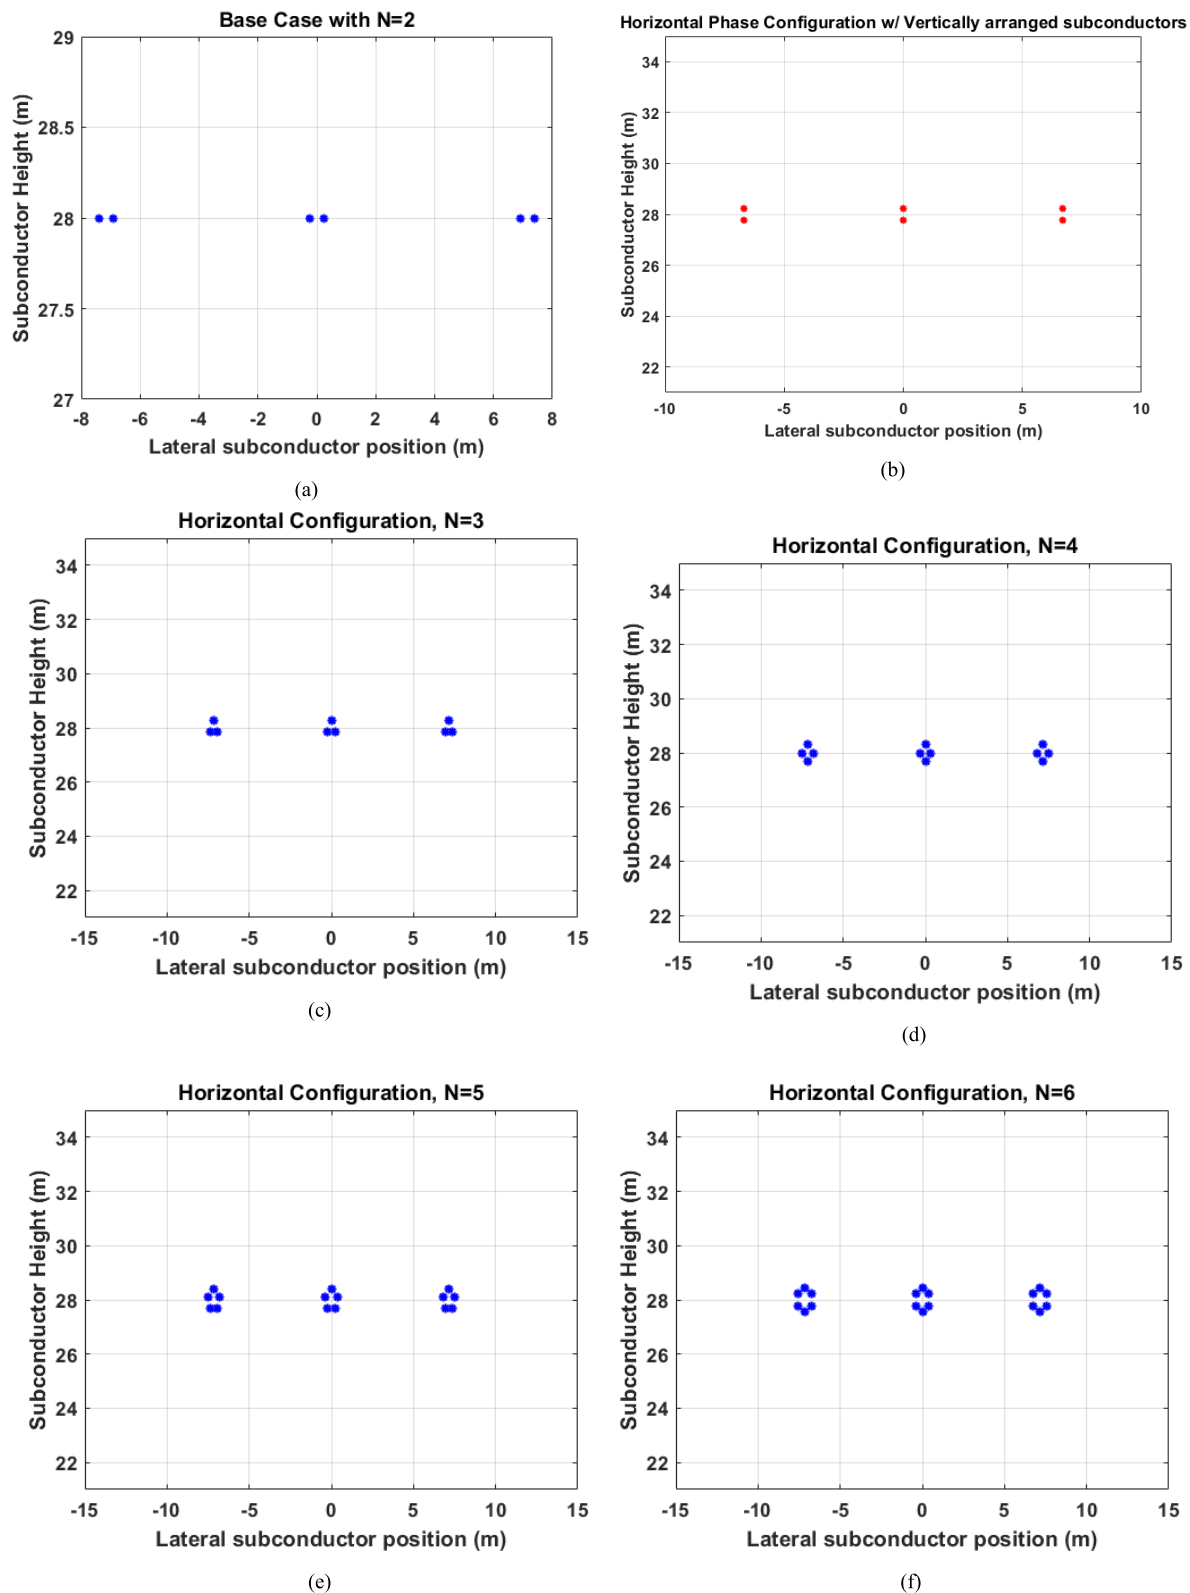 Base Case with N=2
29
28.5
28
27.5
27
-8 -6 -4 -2 0 2 4 6 8
Subconductor Height (m)
Lateral subconductor position (m)
(a)
Horizontal Phase Configuration w/ Vertically arranged subconductors
34
32
30
28
26
24
22
-10 -5 0 5 10
Subconductor Height (m)
Lateral subconductor position (m)
(b)
Horizontal Configuration, N=3
34
32
30
28
26
24
22
-15 -10 -5 0 5 10 15
Subconductor Height (m)
Lateral subconductor position (m)
(c)
Horizontal Configuration, N=4
34
32
30
28
26
24
22
-15 -10 -5 0 5 10 15
Subconductor Height (m)
Lateral subconductor position (m)
(d)
Horizontal Configuration, N=5
34
32
30
28
26
24
22
-15 -10 -5 0 5 10 15
Subconductor Height (m)
Lateral subconductor position (m)
(e)
Horizontal Configuration, N=6
34
32
30
28
26
24
22
-15 -10 -5 0 5 10 15
Subconductor Height (m)
Lateral subconductor position (m)
(f)